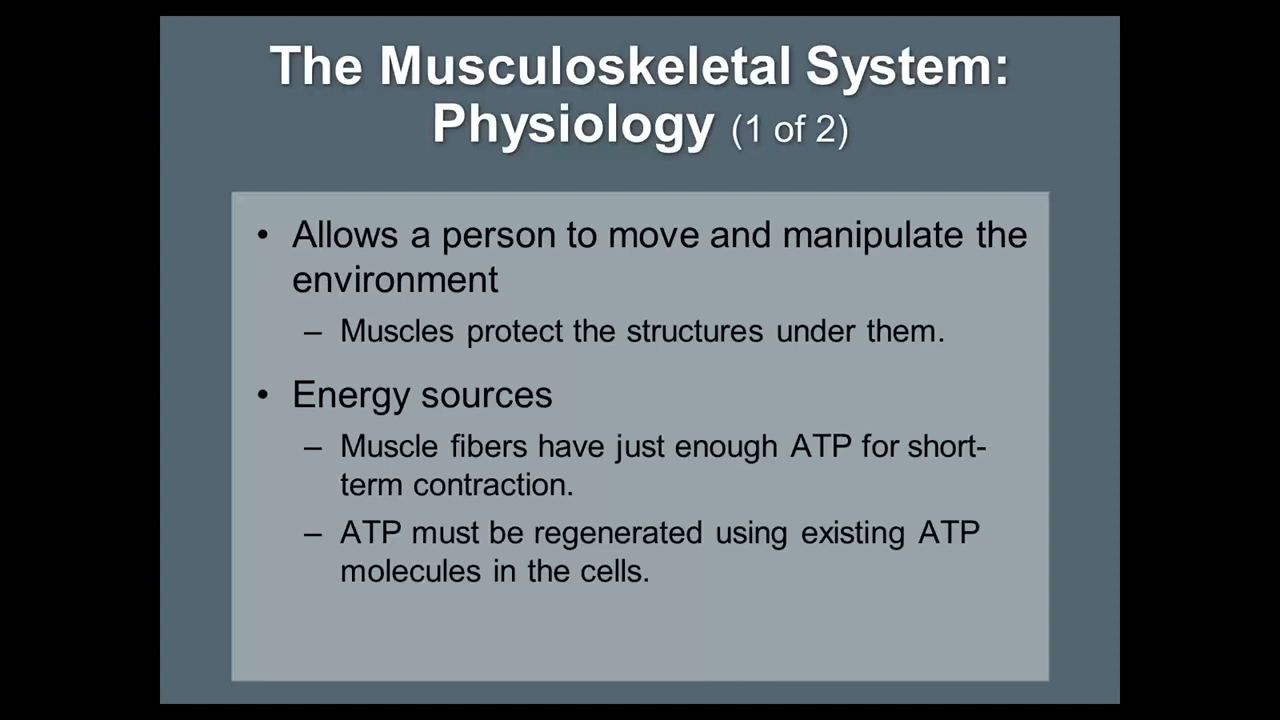 The Musculoskeletal System:
Physiology (1 of 2)
• Allows a person to move and manipulate the
environment
– Muscles protect the structures under them.
• Energy sources
– Muscle fibers have just enough ATP for short-
term contraction.
– ATP must be regenerated using existing ATP
molecules in the cells.